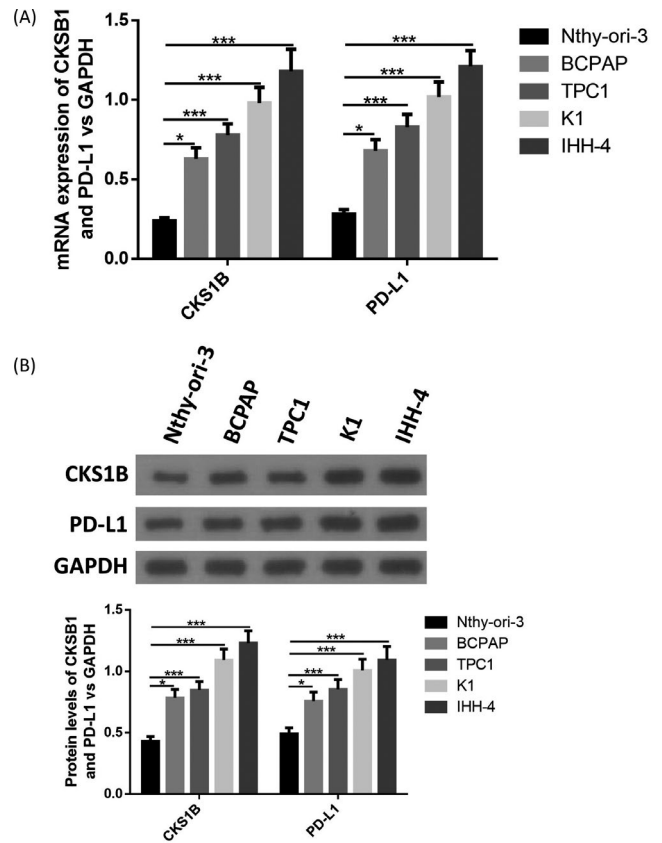 (A)
mRNA expression of CKSB1
and PD-L1 vs GAPDH
1.5
1.0
0.5
0.0
***
***
***
*
***
***
***
*
CKS1B
PD-L1
Nthy-ori-3
BCPAP
TPC1
K1
IHH-4
(B)
Nthy-ori-3
BCPAP
TPC1
K1
IHH-4
CKS1B
PD-L1
GAPDH
Protein levels of CKSB1
and PD-L1 vs GAPDH
1.5
1.0
0.5
0.0
***
***
***
*
***
***
***
*
CKS1B
PD-L1
Nthy-ori-3
BCPAP
TPC1
K1
IHH-4